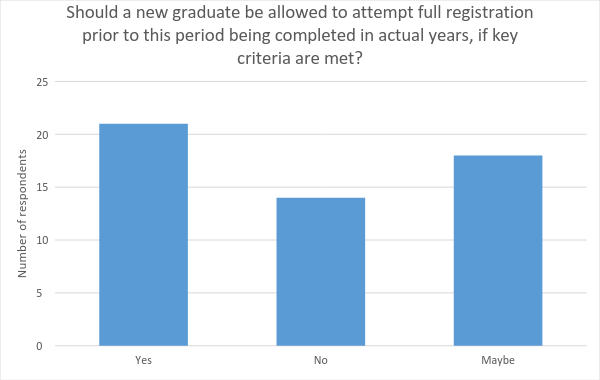 Should a new graduate be allowed to attempt full registration
prior to this period being completed in actual years, if key
criteria are met?
25
20
15
10
5
0
Number of respondents
Yes
No
Maybe